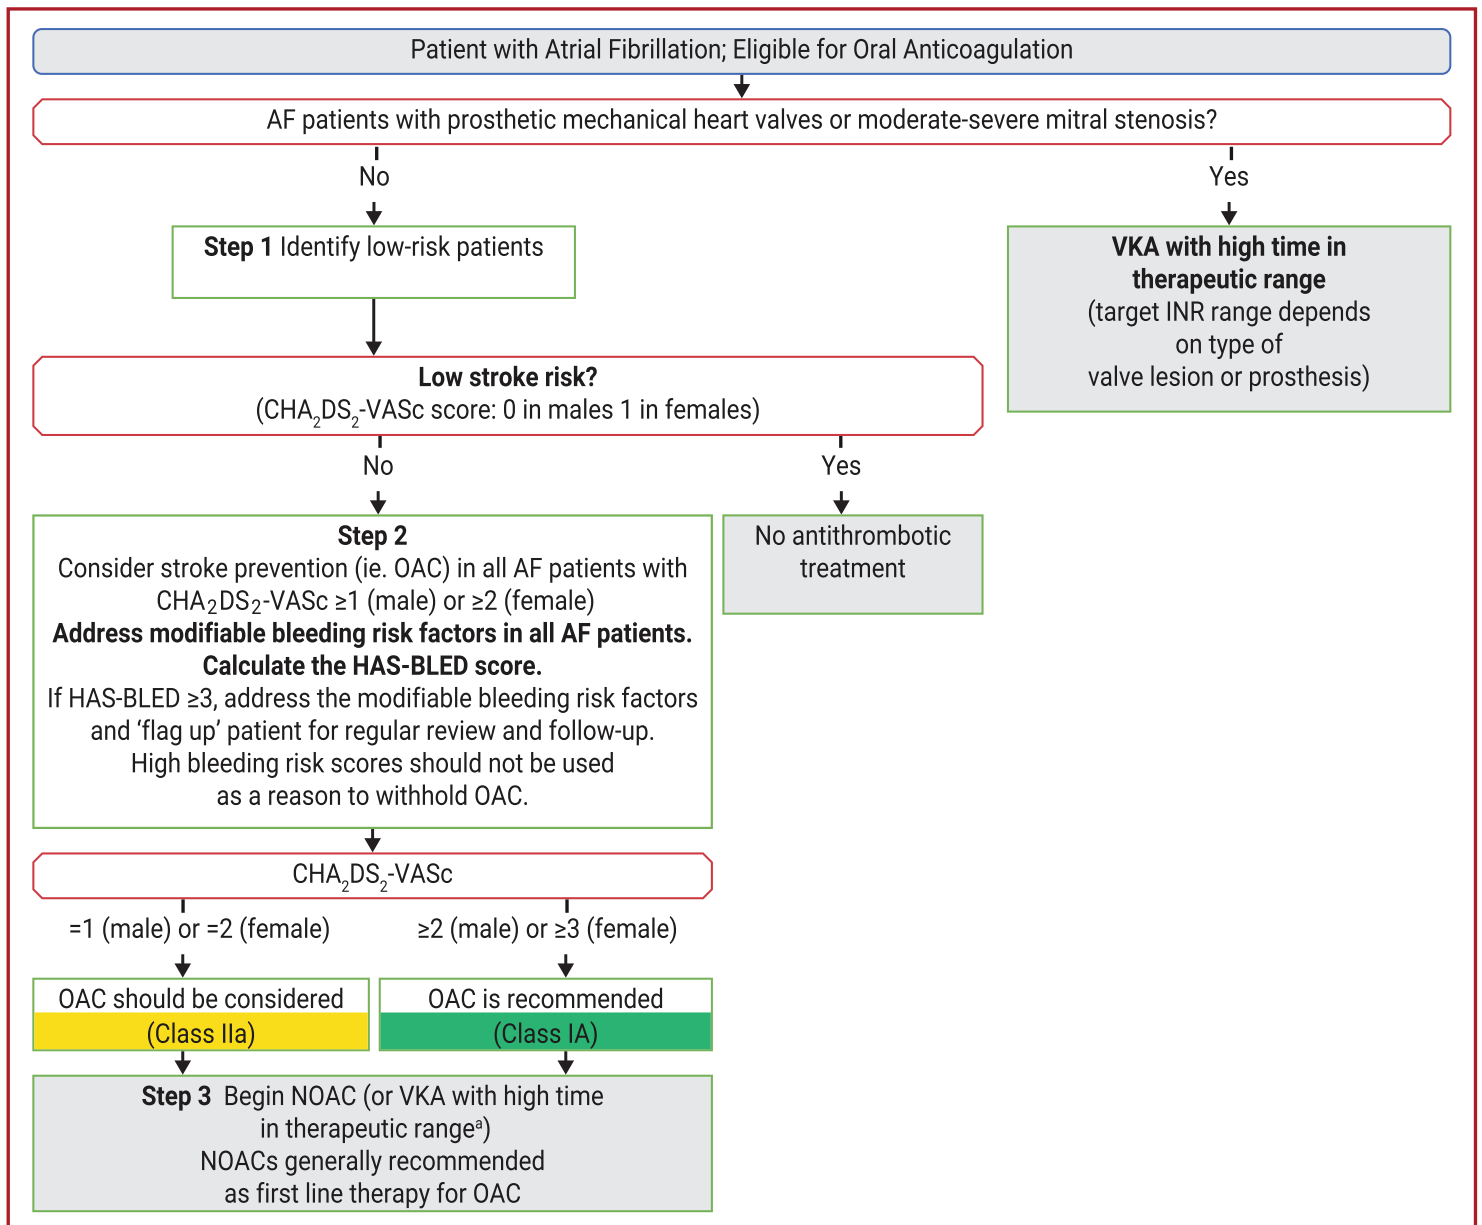 Patient with Atrial Fibrillation; Eligible for Oral Anticoagulation
AF patients with prosthetic mechanical heart valves or moderate-severe mitral stenosis?
No
Yes
Step 1 Identify low-risk patients
VKA with high time in
therapeutic range
(target INR range depends
on type of
valve lesion or prosthesis)
Low stroke risk?
(CHA₂DS₂-VASc score: 0 in males 1 in females)
No
Yes
Step 2
Consider stroke prevention (ie. OAC) in all AF patients with
CHA₂DS₂-VASc ≥1 (male) or ≥2 (female)
Address modifiable bleeding risk factors in all AF patients.
Calculate the HAS-BLED score.
If HAS-BLED ≥3, address the modifiable bleeding risk factors
and ‘flag up’ patient for regular review and follow-up.
High bleeding risk scores should not be used
as a reason to withhold OAC.
No antithrombotic
treatment
CHA₂DS₂-VASc
=1 (male) or =2 (female)
≥2 (male) or ≥3 (female)
OAC should be considered
(Class IIa)
OAC is recommended
(Class IA)
Step 3 Begin NOAC (or VKA with high time
in therapeutic rangeᵃ)
NOACs generally recommended
as first line therapy for OAC